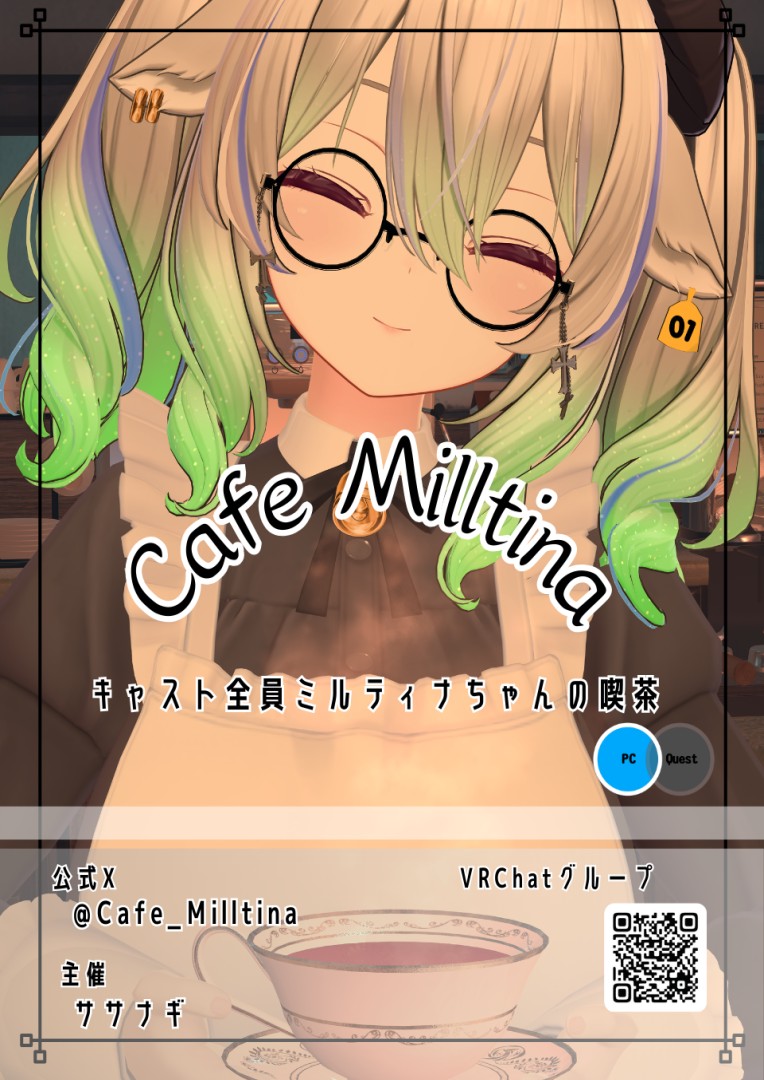 01
Cafe Milltina
キャスト全員ミルティナちゃんの喫茶
PC Quest
公式X
@Cafe_Milltina
VRChatグループ
主催
ササナギ